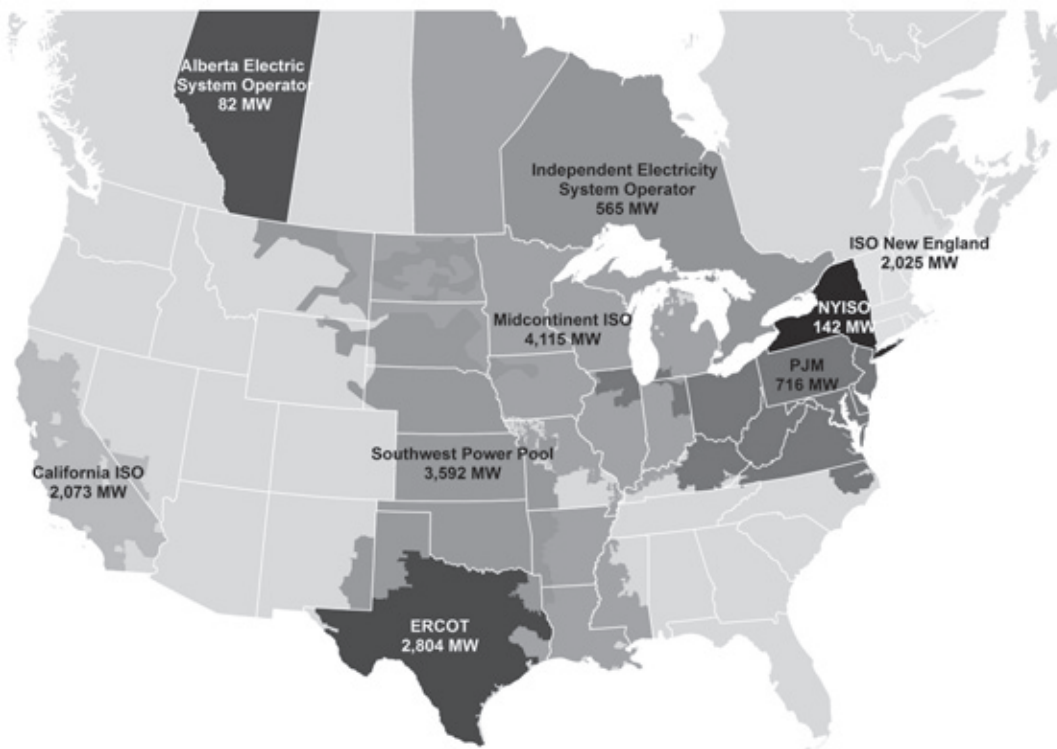 Alberta Electric
System Operator
82 MW
Independent Electricity
System Operator
565 MW
ISO New England
2,025 MW
NYISO
142 MW
Midcontinent ISO
4,115 MW
PJM
716 MW
Southwest Power Pool
3,592 MW
California ISO
2,073 MW
ERCOT
2,804 MW